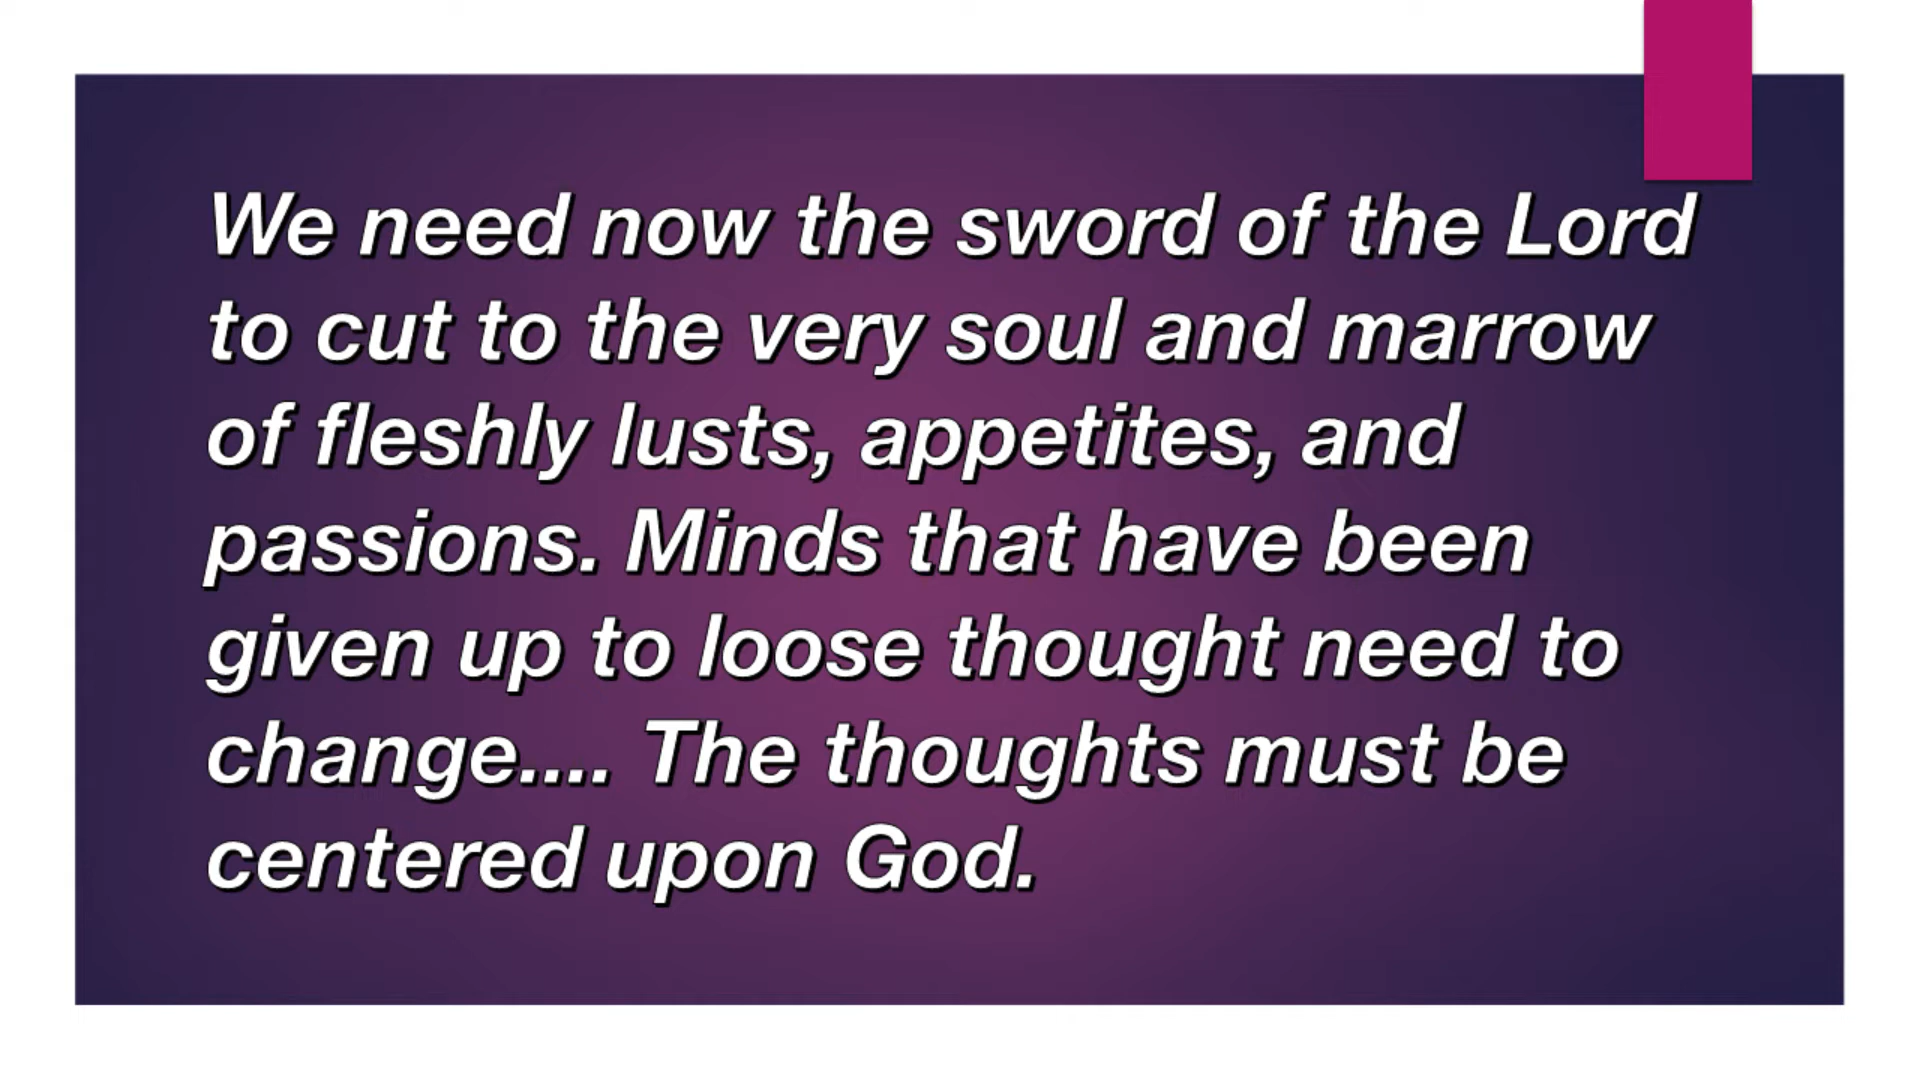 We need now the sword of the Lord
to cut to the very soul and marrow
of fleshly lusts, appetites, and
passions. Minds that have been
given up to loose thought need to
change.... The thoughts must be
centered upon God.